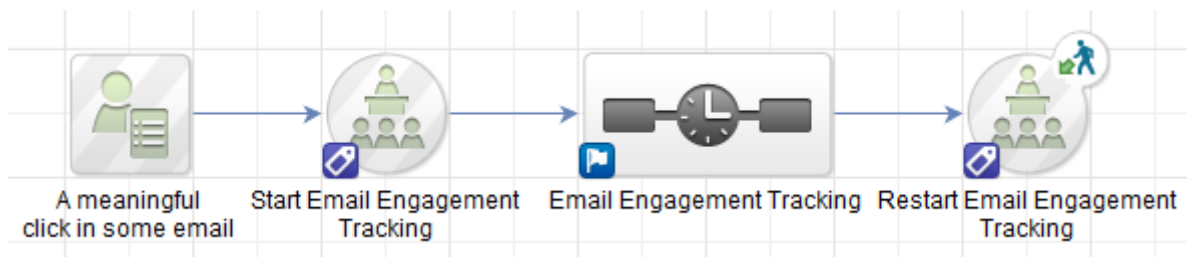 A meaningful
click in some email
Start Email Engagement
Tracking
Email Engagement Tracking
Restart Email Engagement
Tracking